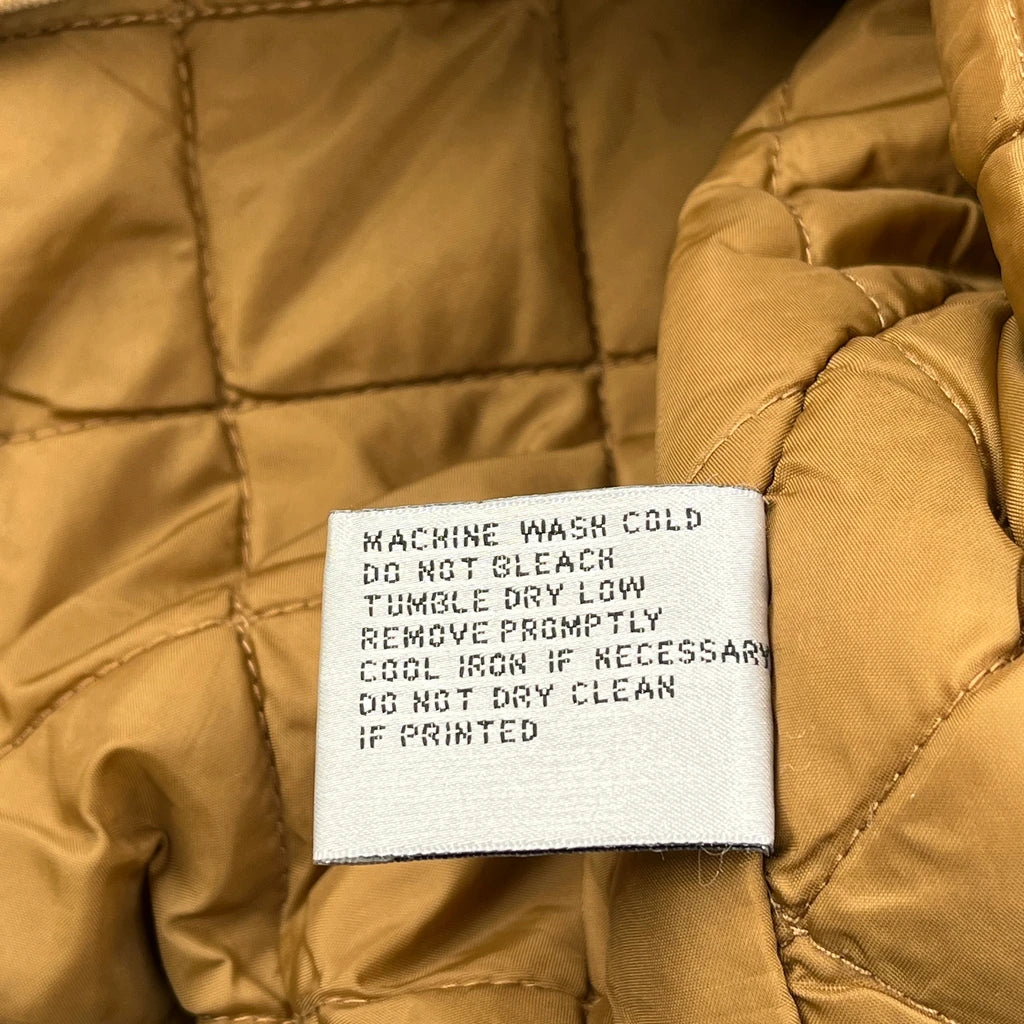 MACHINE WASH COLD
DO NOT BLEACH
TUMBLE DRY LOW
REMOVE PROMPTLY
COOL IRON IF NECESSARY
DO NOT DRY CLEAN
IF PRINTED